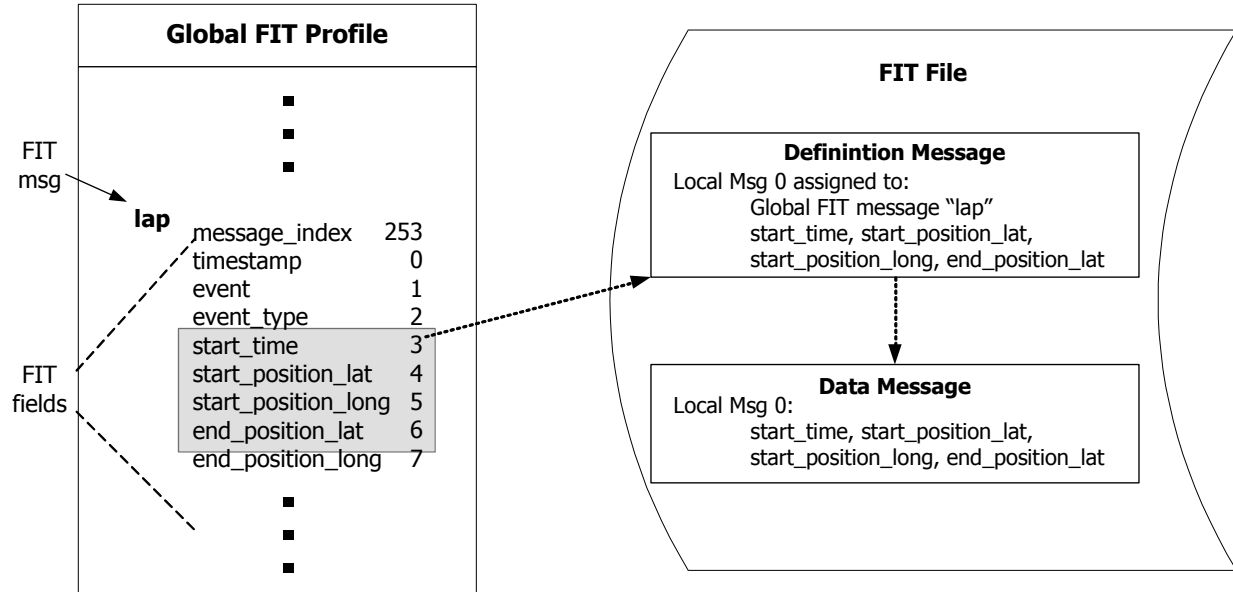 Global FIT Profile
FIT
msg
lap
message_index 253
timestamp 0
event 1
event_type 2
start_time 3
start_position_lat 4
start_position_long 5
end_position_lat 6
end_position_long 7
FIT
fields
FIT File
Definintion Message
Local Msg 0 assigned to:
Global FIT message “lap”
start_time, start_position_lat,
start_position_long, end_position_lat
Data Message
Local Msg 0:
start_time, start_position_lat,
start_position_long, end_position_lat